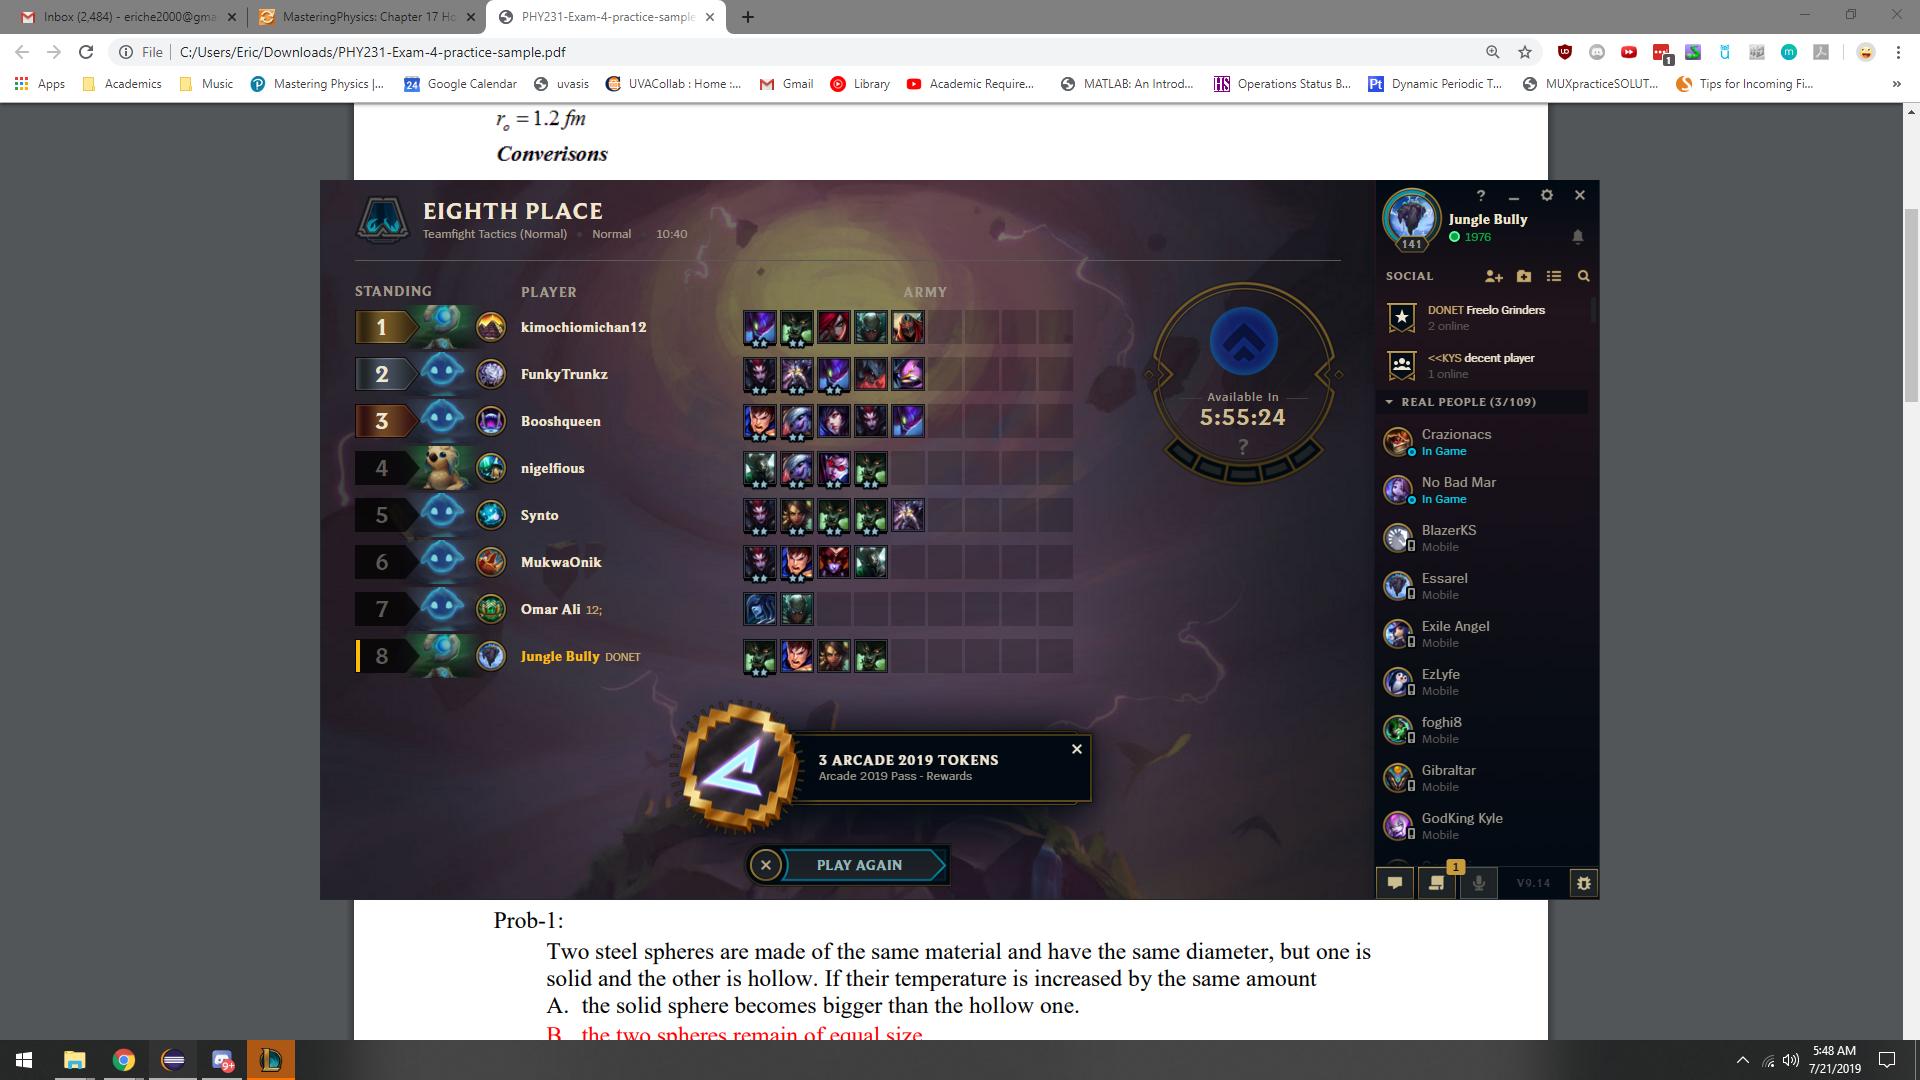 Inbox (2,484) - eriche2000@gma
MasteringPhysics: Chapter 17 Ho
PHY231-Exam-4-practice-sample
File
C:/Users/Eric/Downloads/PHY231-Exam-4-practice-sample.pdf
Apps
Academics
Music
Mastering Physics |...
24
Google Calendar
uvasis
UVACollab : Home :...
Gmail
Library
Academic Require...
MATLAB: An Introd...
Operations Status B...
Dynamic Periodic T...
MUXpracticeSOLUT...
Tips for Incoming Fi...
»
r_o = 1.2 fm
Converisons
EIGHTH PLACE
Teamfight Tactics (Normal) • Normal 10:40
STANDING PLAYER ARMY
1 kimochiomichan12
2 FunkyTrunkz
3 Booshqueen
4 nigelfious
5 Synto
6 MukwaOnik
7 Omar Ali 12;
8 Jungle Bully DONET
Available In
5:55:24
?
3 ARCADE 2019 TOKENS
Arcade 2019 Pass - Rewards
PLAY AGAIN
?
Jungle Bully
1976
141
SOCIAL
DONET Freelo Grinders
2 online
<<KYS decent player
1 online
REAL PEOPLE (3/109)
Crazionacs
In Game
No Bad Mar
In Game
BlazerKS
Mobile
Essarel
Mobile
Exile Angel
Mobile
EzLyfe
Mobile
foghi8
Mobile
Gibraltar
Mobile
GodKing Kyle
Mobile
1
V9.14
Prob-1:
Two steel spheres are made of the same material and have the same diameter, but one is
solid and the other is hollow. If their temperature is increased by the same amount
A. the solid sphere becomes bigger than the hollow one.
B. the two spheres remain of equal size
9+
5:48 AM
7/21/2019